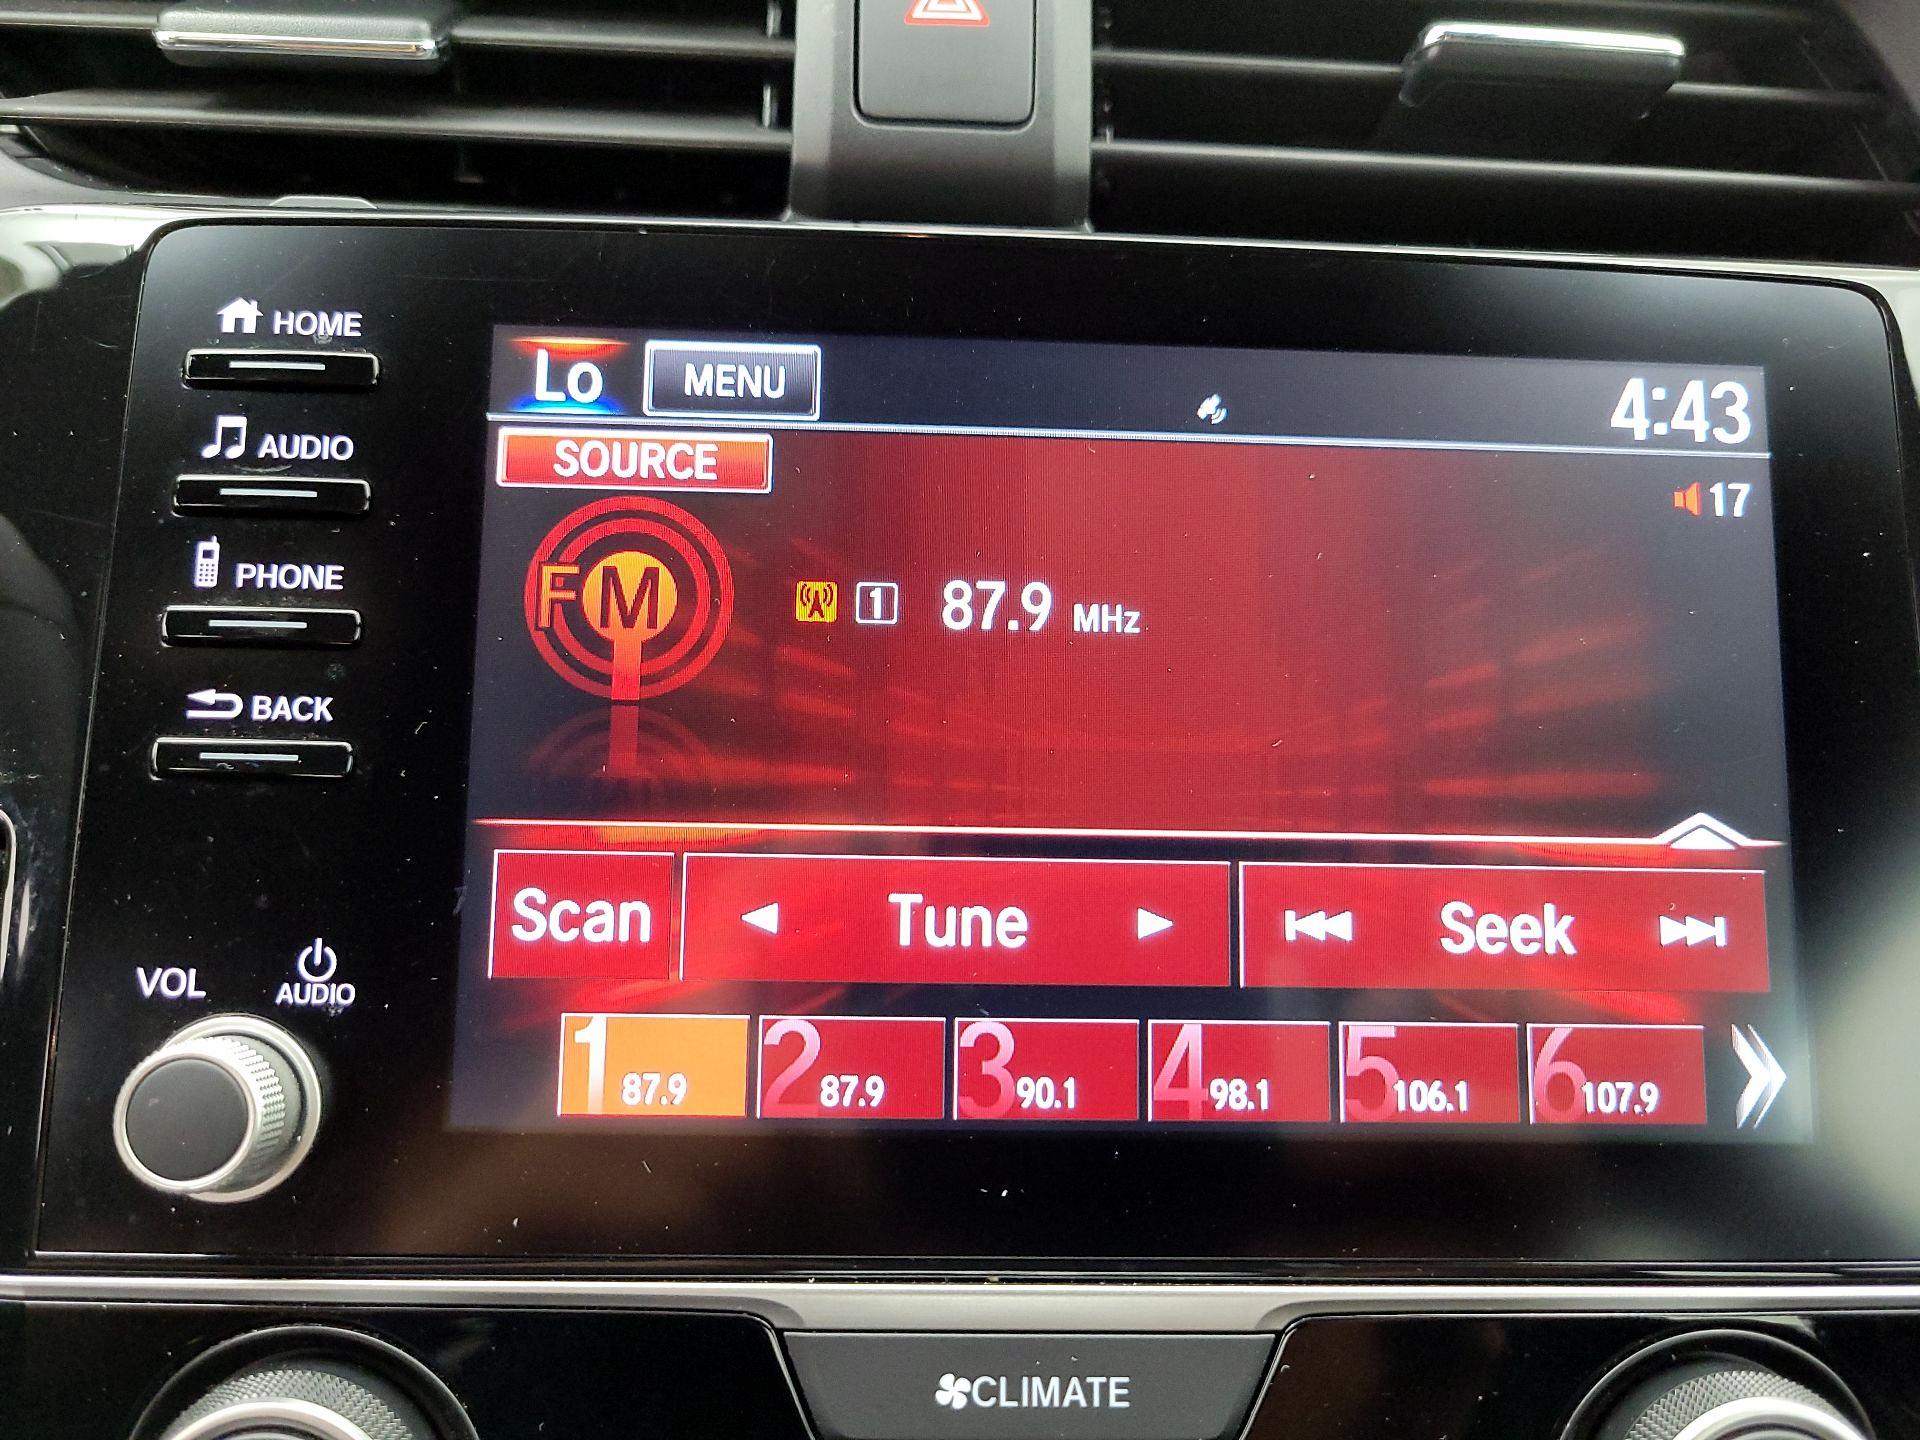 HOME
AUDIO
PHONE
BACK
VOL
AUDIO
Lo MENU 4:43
SOURCE
17
FM
1 87.9 MHz
Scan Tune Seek
1 87.9 2 87.9 3 90.1 4 98.1 5 106.1 6 107.9
CLIMATE